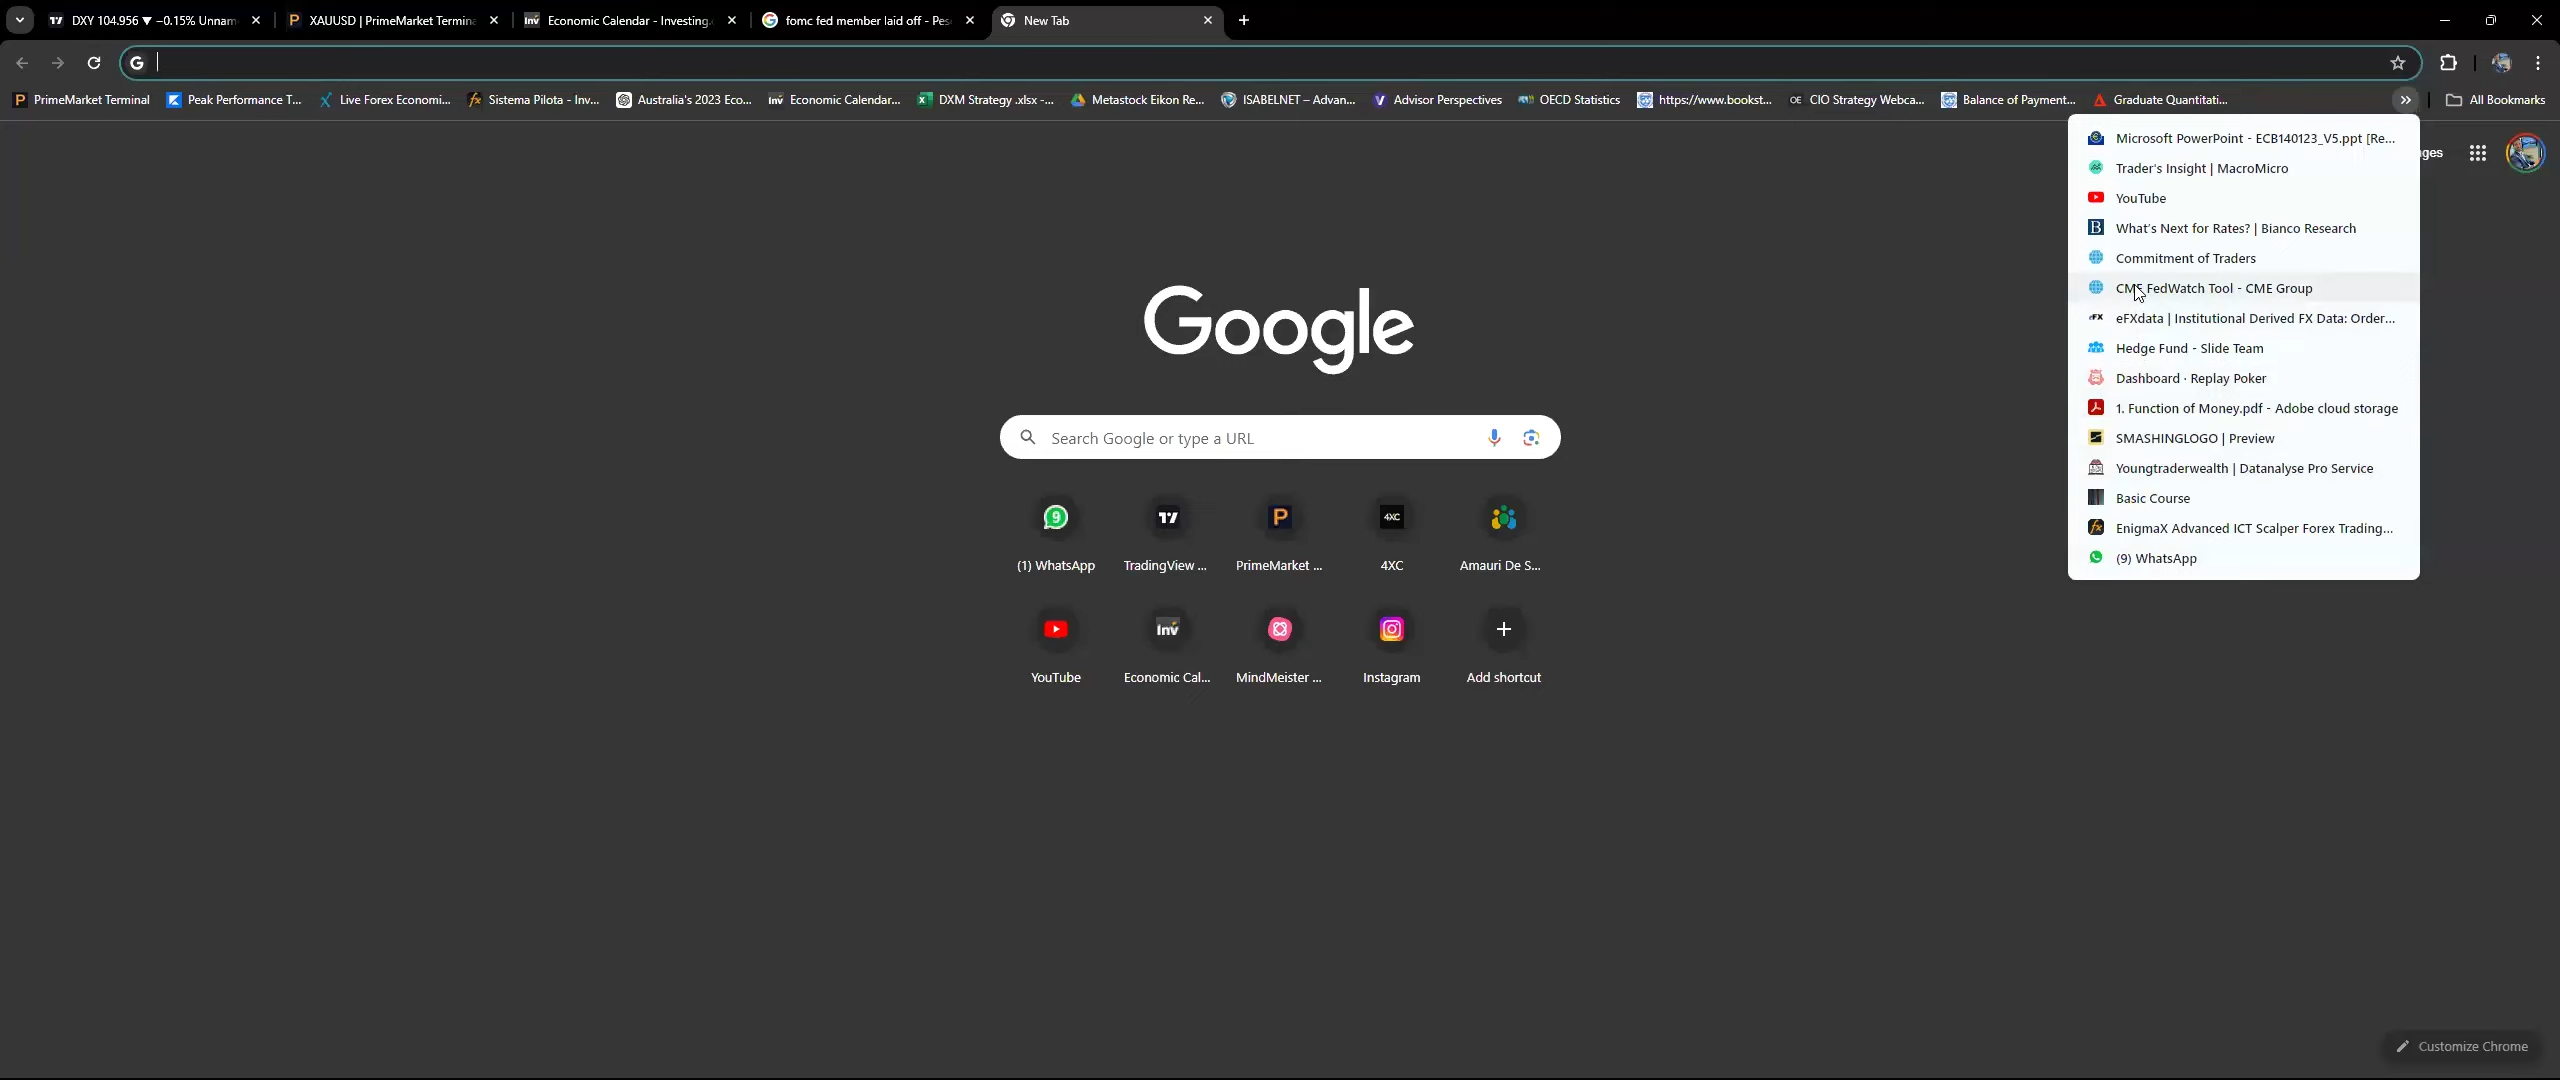 DXY 104.956 ▼ −0.15% Unnam
XAUUSD | PrimeMarket Termina
Economic Calendar - Investing.
fomc fed member laid off - Pes
New Tab
PrimeMarket Terminal
Peak Performance T...
Live Forex Economi...
Sistema Pilota - Inv...
Australia's 2023 Eco...
Economic Calendar...
DXM Strategy .xlsx -...
Metastock Eikon Re...
ISABELNET – Advan...
Advisor Perspectives
OECD Statistics
https://www.bookst...
CIO Strategy Webca...
Balance of Payment...
Graduate Quantitati...
All Bookmarks
Microsoft PowerPoint - ECB140123_V5.ppt [Re...
ges
Trader's Insight | MacroMicro
YouTube
What's Next for Rates? | Bianco Research
Commitment of Traders
CME FedWatch Tool - CME Group
eFXdata | Institutional Derived FX Data: Order...
Hedge Fund - Slide Team
Dashboard · Replay Poker
1. Function of Money.pdf - Adobe cloud storage
SMASHINGLOGO | Preview
Youngtraderwealth | Datanalyse Pro Service
Basic Course
EnigmaX Advanced ICT Scalper Forex Trading...
(9) WhatsApp
Google
Search Google or type a URL
(1) WhatsApp
TradingView ...
PrimeMarket ...
4XC
4XC
Amauri De S...
YouTube
Economic Cal...
MindMeister ...
Instagram
Add shortcut
Customize Chrome